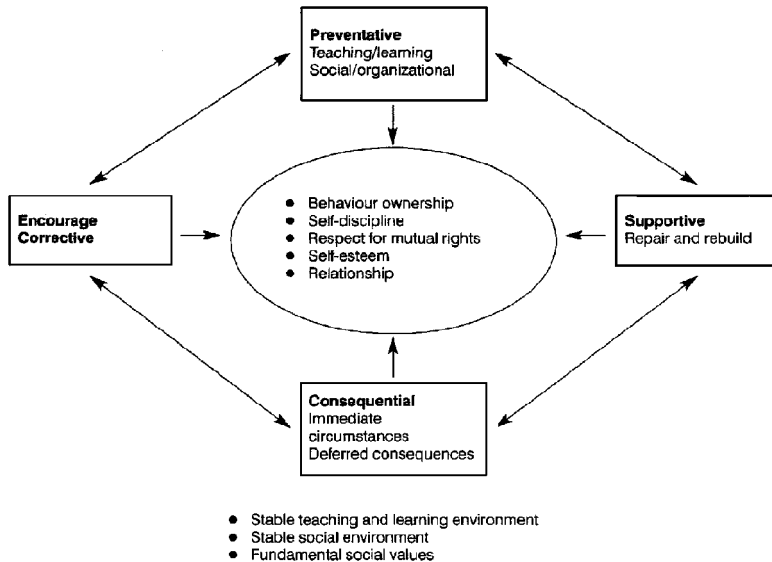 Preventative
Teaching/learning
Social/organizational
Encourage
Corrective
● Behaviour ownership
● Self-discipline
● Respect for mutual rights
● Self-esteem
● Relationship
Supportive
Repair and rebuild
Consequential
Immediate
circumstances
Deferred consequences
● Stable teaching and learning environment
● Stable social environment
● Fundamental social values